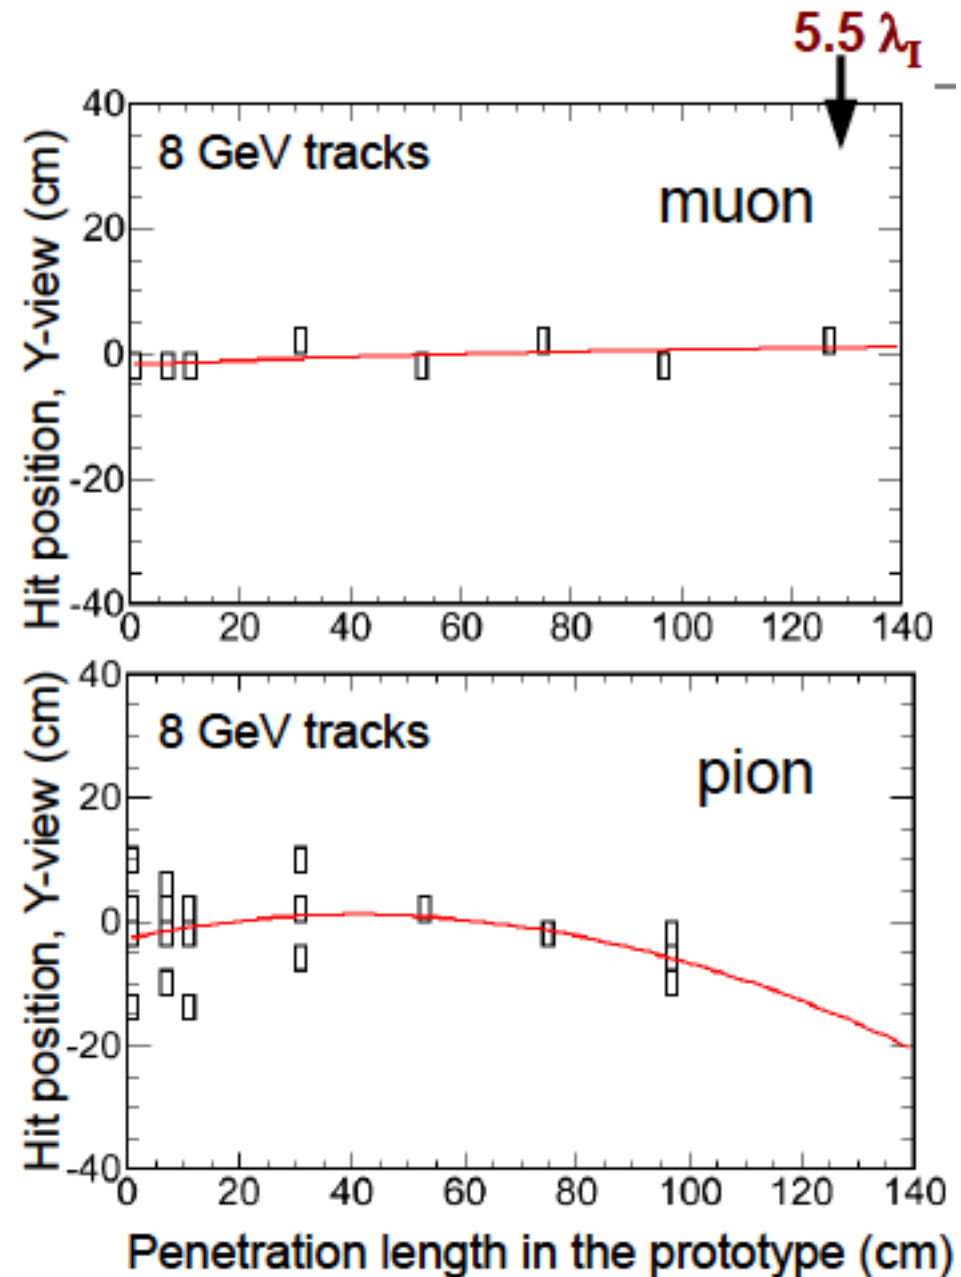 5.5 λI
40
8 GeV tracks
muon
20
0
-20
-40
0 20 40 60 80 100 120 140
Hit position, Y-view (cm)
40
8 GeV tracks
pion
20
0
-20
-40
0 20 40 60 80 100 120 140
Hit position, Y-view (cm)
Penetration length in the prototype (cm)